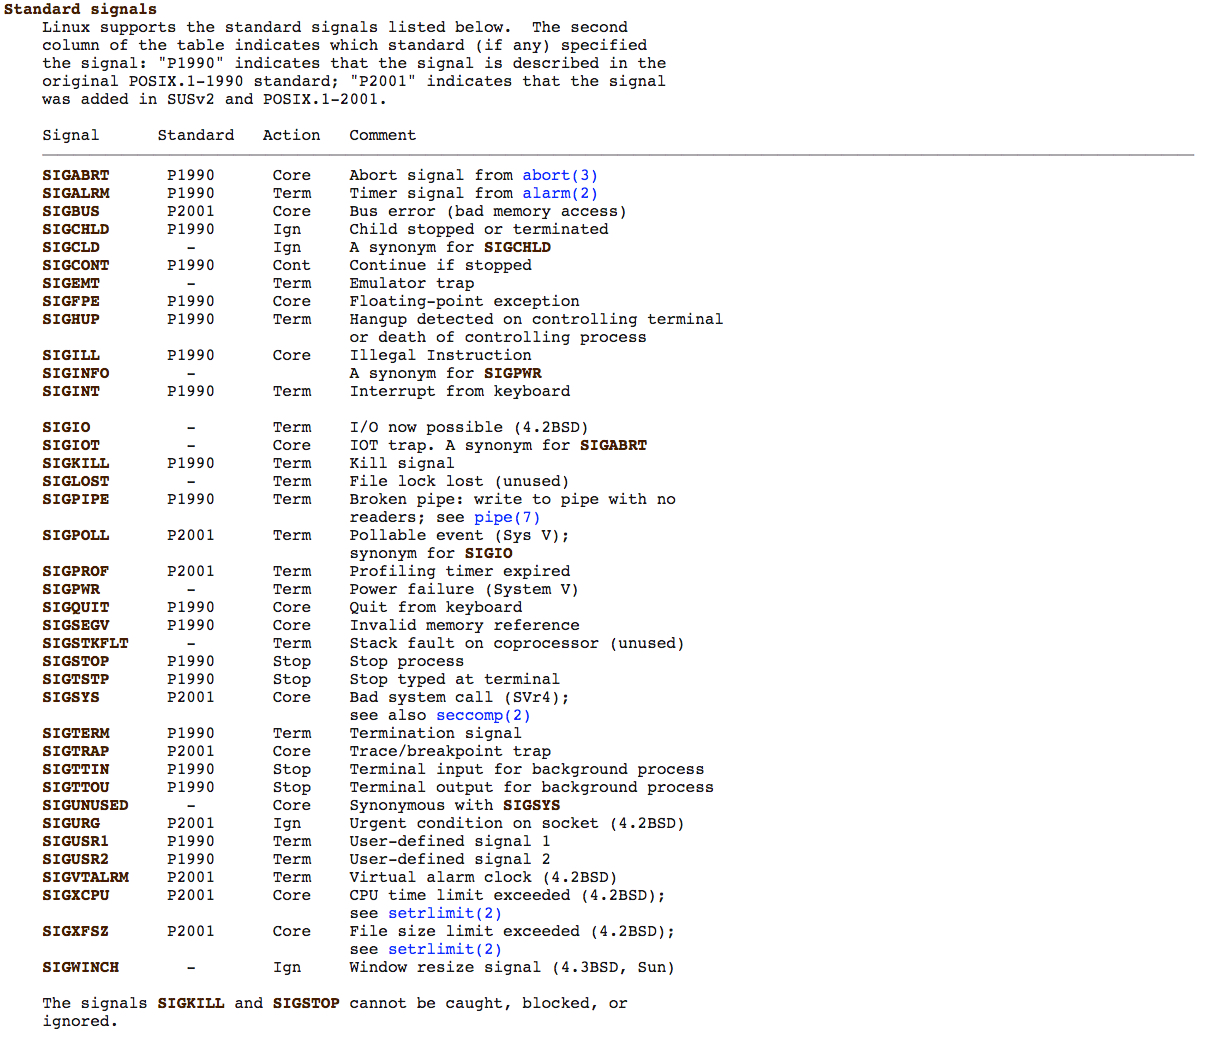 Standard signals
Linux supports the standard signals listed below.  The second
column of the table indicates which standard (if any) specified
the signal: "P1990" indicates that the signal is described in the
original POSIX.1-1990 standard; "P2001" indicates that the signal
was added in SUSv2 and POSIX.1-2001.
Signal      Standard   Action   Comment
SIGABRT      P1990      Core    Abort signal from abort(3)
SIGALRM      P1990      Term    Timer signal from alarm(2)
SIGBUS       P2001      Core    Bus error (bad memory access)
SIGCHLD      P1990      Ign     Child stopped or terminated
SIGCLD         -        Ign     A synonym for SIGCHLD
SIGCONT      P1990      Cont    Continue if stopped
SIGEMT         -        Term    Emulator trap
SIGFPE       P1990      Core    Floating-point exception
SIGHUP       P1990      Term    Hangup detected on controlling terminal
or death of controlling process
SIGILL       P1990      Core    Illegal Instruction
SIGINFO        -                A synonym for SIGPWR
SIGINT       P1990      Term    Interrupt from keyboard
SIGIO          -        Term    I/O now possible (4.2BSD)
SIGIOT         -        Core    IOT trap. A synonym for SIGABRT
SIGKILL      P1990      Term    Kill signal
SIGLOST        -        Term    File lock lost (unused)
SIGPIPE      P1990      Term    Broken pipe: write to pipe with no
readers; see pipe(7)
SIGPOLL      P2001      Term    Pollable event (Sys V);
synonym for SIGIO
SIGPROF      P2001      Term    Profiling timer expired
SIGPWR         -        Term    Power failure (System V)
SIGQUIT      P1990      Core    Quit from keyboard
SIGSEGV      P1990      Core    Invalid memory reference
SIGSTKFLT      -        Term    Stack fault on coprocessor (unused)
SIGSTOP      P1990      Stop    Stop process
SIGTSTP      P1990      Stop    Stop typed at terminal
SIGSYS       P2001      Core    Bad system call (SVr4);
see also seccomp(2)
SIGTERM      P1990      Term    Termination signal
SIGTRAP      P2001      Core    Trace/breakpoint trap
SIGTTIN      P1990      Stop    Terminal input for background process
SIGTTOU      P1990      Stop    Terminal output for background process
SIGUNUSED      -        Core    Synonymous with SIGSYS
SIGURG       P2001      Ign     Urgent condition on socket (4.2BSD)
SIGUSR1      P1990      Term    User-defined signal 1
SIGUSR2      P1990      Term    User-defined signal 2
SIGVTALRM    P2001      Term    Virtual alarm clock (4.2BSD)
SIGXCPU      P2001      Core    CPU time limit exceeded (4.2BSD);
see setrlimit(2)
SIGXFSZ      P2001      Core    File size limit exceeded (4.2BSD);
see setrlimit(2)
SIGWINCH       -        Ign     Window resize signal (4.3BSD, Sun)
The signals SIGKILL and SIGSTOP cannot be caught, blocked, or
ignored.